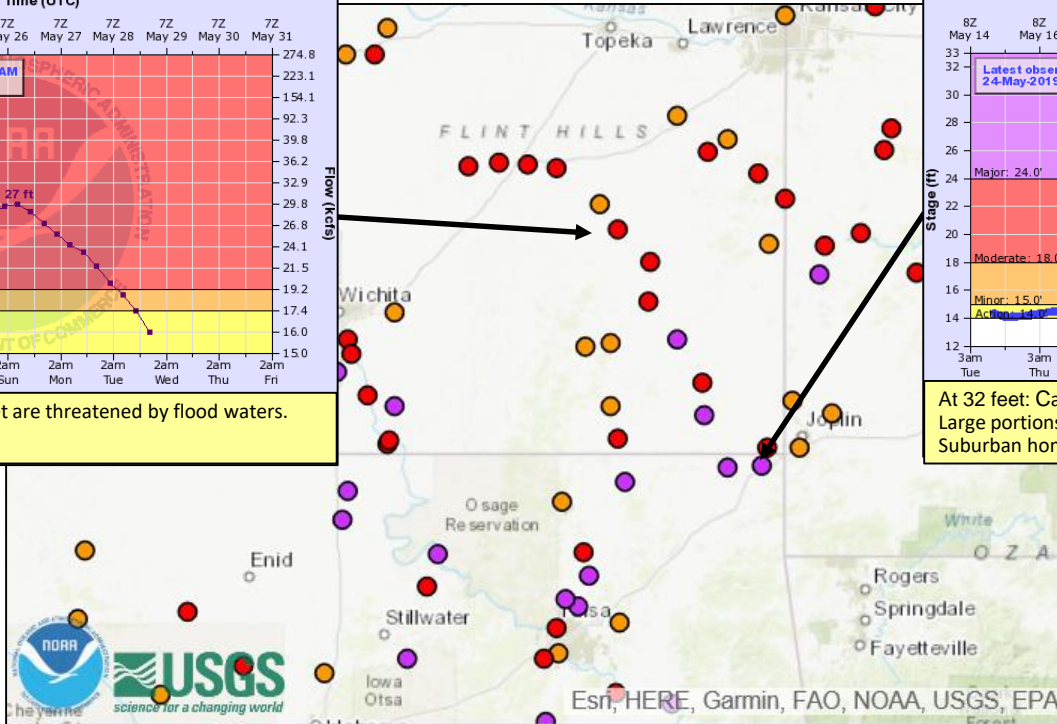 7Z 7Z 7Z 7Z 7Z 7Z
May 27 May 28 May 29 May 30 May 31
274.8
223.1
154.1
92.3
39.8
36.2
32.9
29.8
26.8
24.1
21.5
19.2
17.4
16.0
15.0
Flow (kcfs)
AM
27 ft
2am 2am 2am 2am 2am
Sun Mon Tue Wed Thu Fri
t are threatened by flood waters.
Kansas
Topeka
Lawrence
Kansas City
FLINT HILLS
Wichita
Joplin
Osage
Reservation
Enid
Stillwater
Tulsa
Iowa
Otsa
White
O Z A
Rogers
Springdale
Fayetteville
Cheyenne
NOAA
USGS
science for a changing world
Esri, HERE, Garmin, FAO, NOAA, USGS, EPA
8Z 8Z
May 14 May 16
33
32
30
28
26
24
22
20
18
16
15
14
12
Stage (ft)
Latest obser
24-May-2019
Major: 24.0'
Moderate: 18.0
Minor: 15.0'
Action: 14.0'
3am 3am
Tue Thu
At 32 feet: Ca
Large portions
Suburban hom